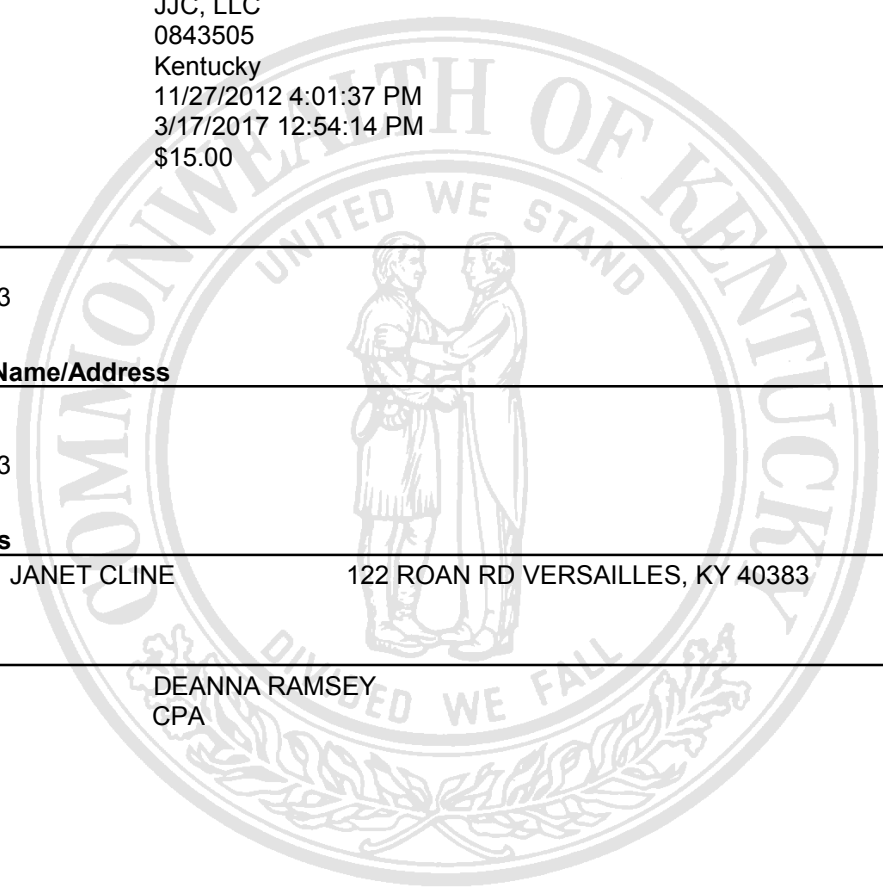 JJC, LLC
0843505
Kentucky
11/27/2012 4:01:37 PM
3/17/2017 12:54:14 PM
$15.00
COMMONWEALTH OF KENTUCKY
UNITED WE STAND
3
Name/Address
3
s
JANET CLINE 122 ROAN RD VERSAILLES, KY 40383
DIVIDED WE FALL
DEANNA RAMSEY
CPA